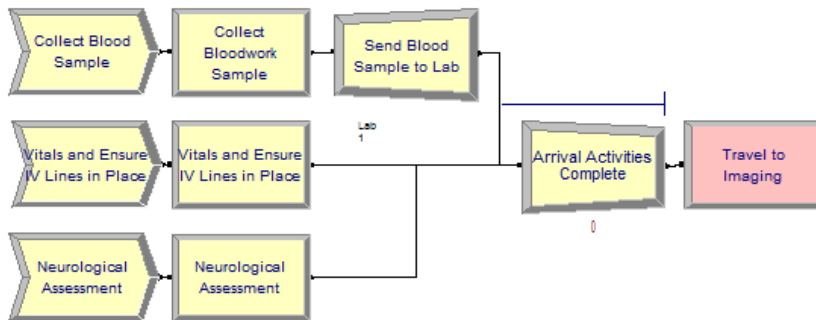 Collect Blood
Sample
Collect
Bloodwork
Sample
Send Blood
Sample to Lab
Lab
1
Vitals and Ensure
IV Lines in Place
Vitals and Ensure
IV Lines in Place
Arrival Activities
Complete
Travel to
Imaging
0
Neurological
Assessment
Neurological
Assessment